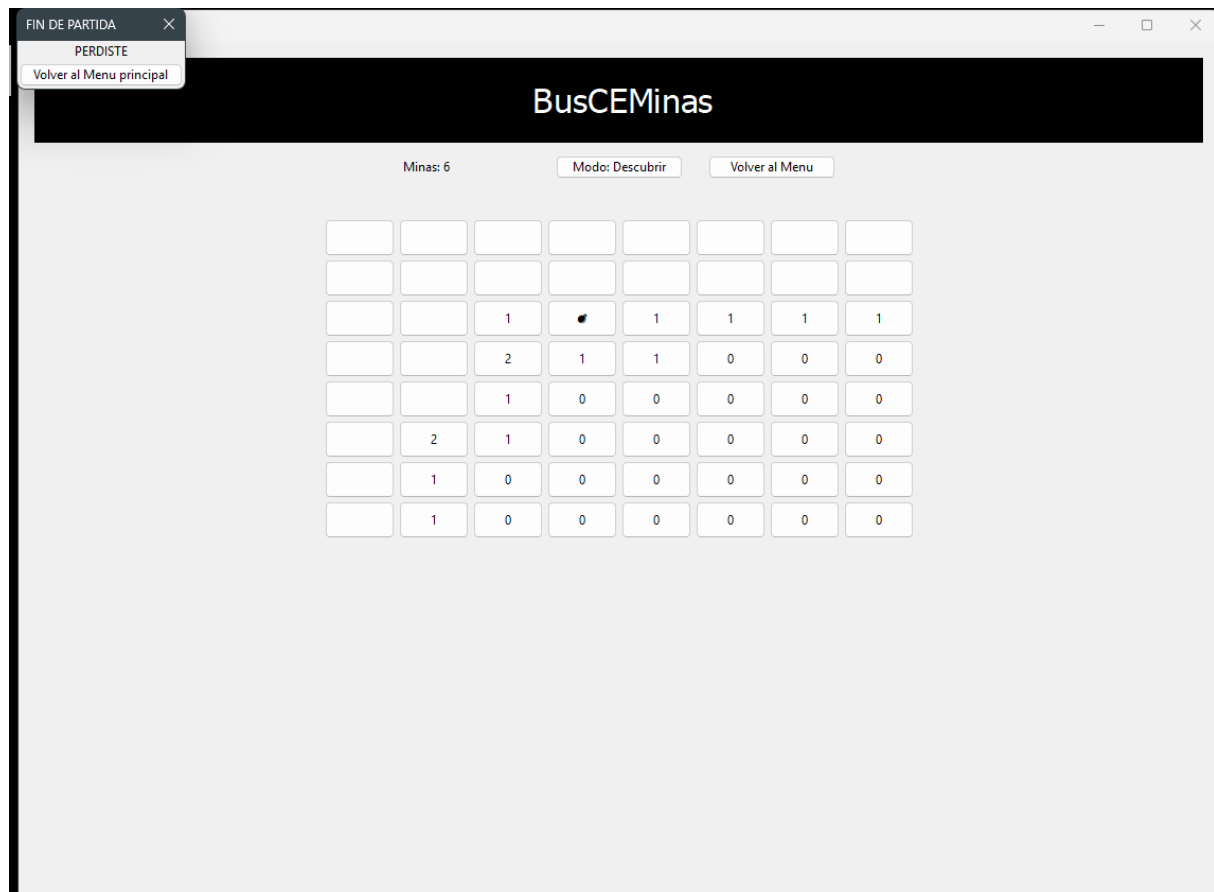 FIN DE PARTIDA
PERDISTE
Volver al Menu principal
BusCEMinas
Minas: 6 Modo: Descubrir Volver al Menu
1 1 1 1 1
2 1 1 0 0 0
1 0 0 0 0 0
2 1 0 0 0 0 0
1 0 0 0 0 0 0
1 0 0 0 0 0 0